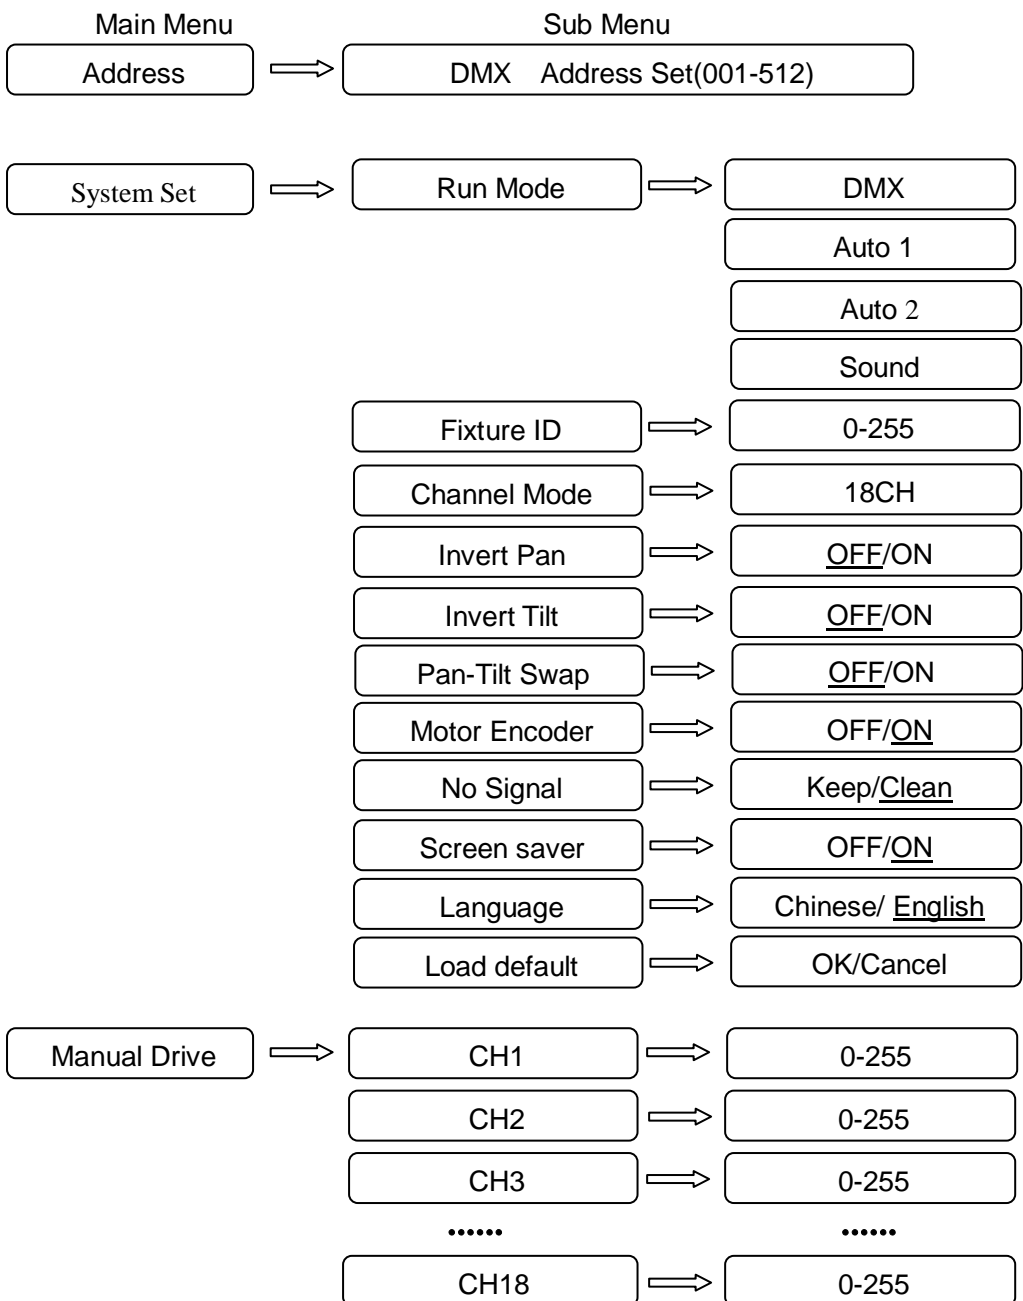 Main Menu Sub Menu
Address DMX Address Set(001-512)
System Set Run Mode DMX
Auto 1
Auto 2
Sound
Fixture ID 0-255
Channel Mode 18CH
Invert Pan OFF/ON
Invert Tilt OFF/ON
Pan-Tilt Swap OFF/ON
Motor Encoder OFF/ON
No Signal Keep/Clean
Screen saver OFF/ON
Language Chinese/ English
Load default OK/Cancel
Manual Drive CH1 0-255
CH2 0-255
CH3 0-255
•••••• ••••••
CH18 0-255